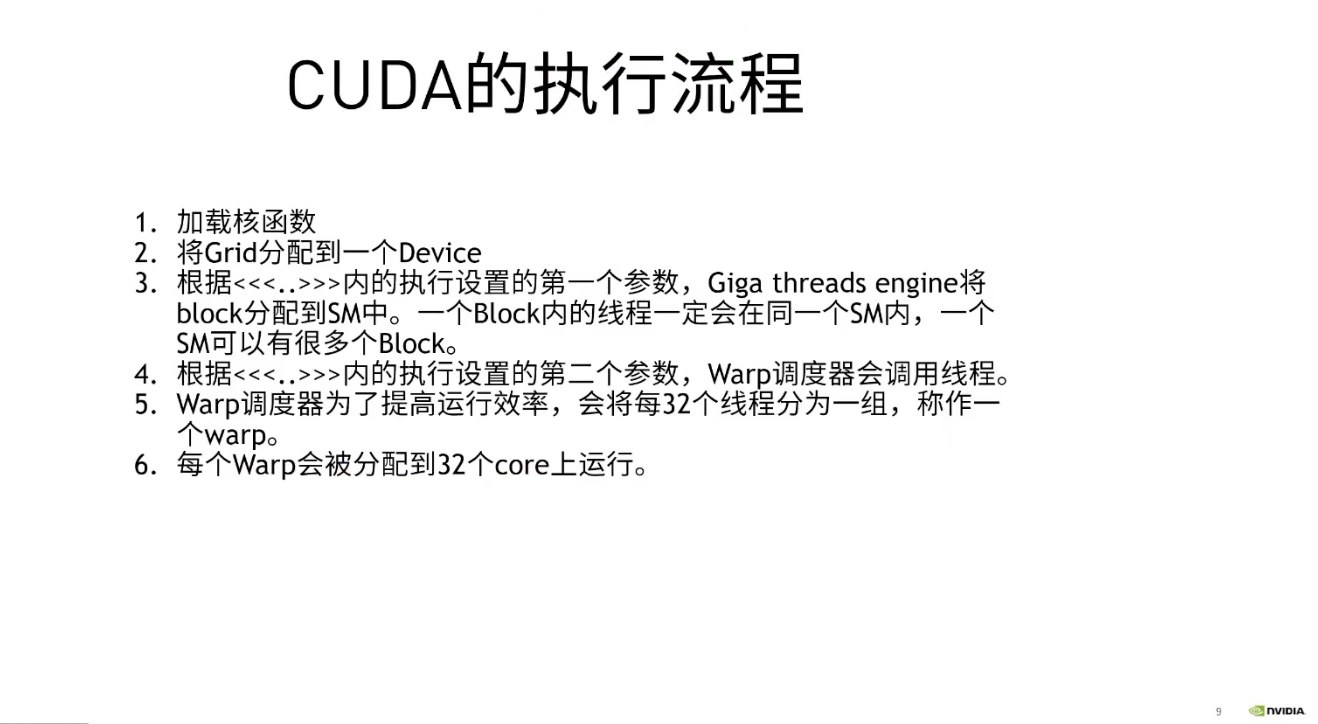 CUDA的执行流程
1. 加载核函数
2. 将Grid分配到一个Device
3. 根据<<<..>>>内的执行设置的第一个参数，Giga threads engine将
block分配到SM中。一个Block内的线程一定会在同一个SM内，一个
SM可以有很多个Block。
4. 根据<<<..>>>内的执行设置的第二个参数，Warp调度器会调用线程。
5. Warp调度器为了提高运行效率，会将每32个线程分为一组，称作一
个warp。
6. 每个Warp会被分配到32个core上运行。
9 NVIDIA